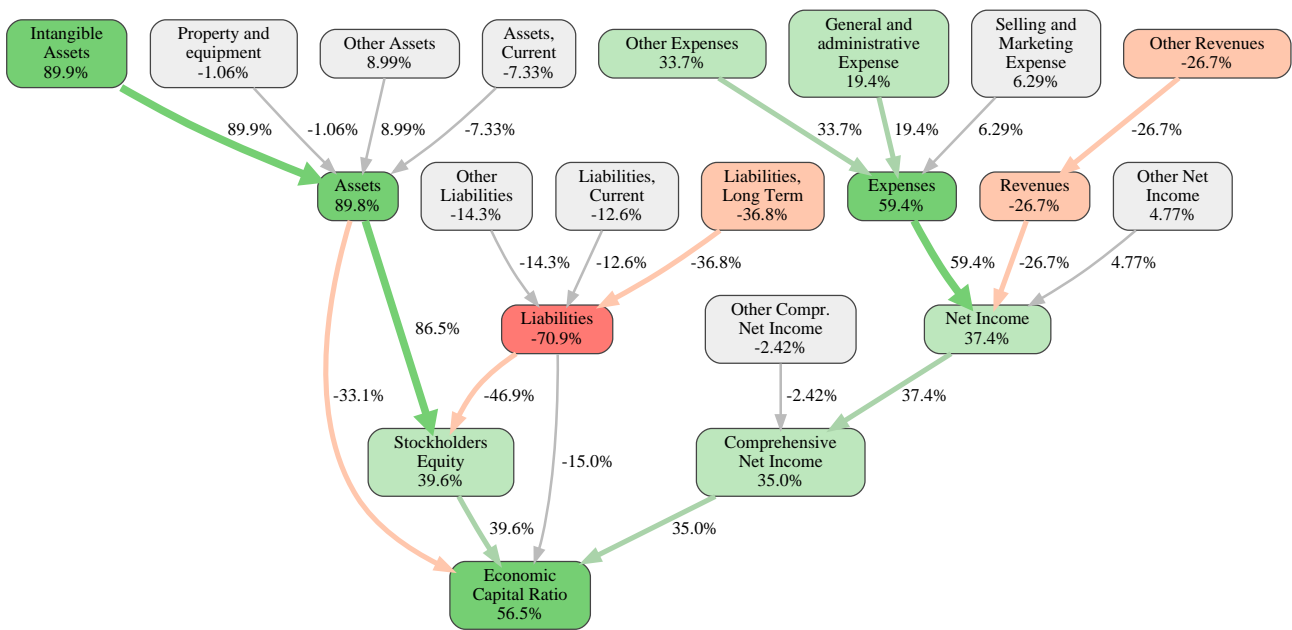 Intangible
Assets
89.9%
Property and
equipment
-1.06%
Other Assets
8.99%
Assets,
Current
-7.33%
Other Expenses
33.7%
General and
administrative
Expense
19.4%
Selling and
Marketing
Expense
6.29%
Other Revenues
-26.7%
89.9%
-1.06%
8.99%
-7.33%
33.7%
19.4%
6.29%
-26.7%
Assets
89.8%
Other
Liabilities
-14.3%
Liabilities,
Current
-12.6%
Liabilities,
Long Term
-36.8%
Expenses
59.4%
Revenues
-26.7%
Other Net
Income
4.77%
-14.3%
-12.6%
-36.8%
59.4%
-26.7%
4.77%
86.5%
Liabilities
-70.9%
Other Compr.
Net Income
-2.42%
Net Income
37.4%
-33.1%
-46.9%
-2.42%
37.4%
Stockholders
Equity
39.6%
-15.0%
Comprehensive
Net Income
35.0%
39.6%
35.0%
Economic
Capital Ratio
56.5%